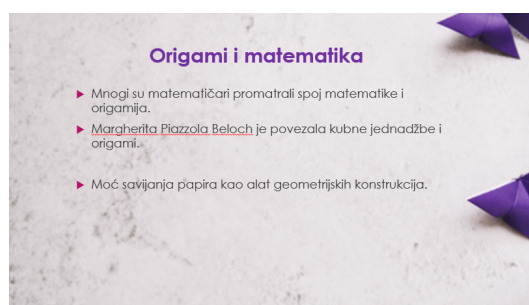 Origami i matematika
Mnogi su matematičari promatrali spoj matematike i
origamija.
Margherita Piazzola Beloch je povezala kubne jednadžbe i
origami.
Moć savijanja papira kao alat geometrijskih konstrukcija.